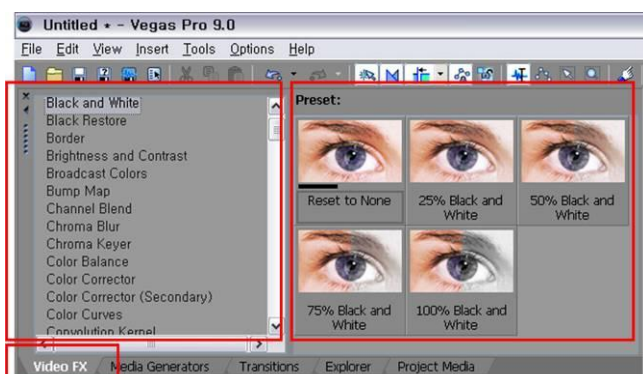 Untitled * - Vegas Pro 9.0
File Edit View Insert Tools Options Help
Black and White
Black Restore
Border
Brightness and Contrast
Broadcast Colors
Bump Map
Channel Blend
Chroma Blur
Chroma Keyer
Color Balance
Color Corrector
Color Corrector (Secondary)
Color Curves
Convolution Kernel
Preset:
Reset to None
25% Black and
White
50% Black and
White
75% Black and
White
100% Black and
White
Video FX Media Generators Transitions Explorer Project Media